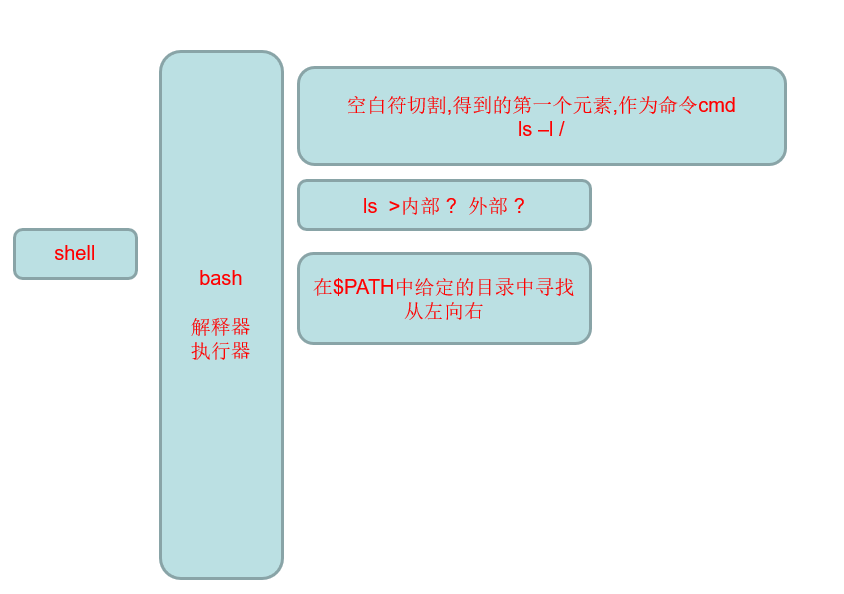 shell
bash
解释器
执行器
空白符切割,得到的第一个元素,作为命令cmd
ls –l /
ls >内部？ 外部？
在$PATH中给定的目录中寻找
从左向右